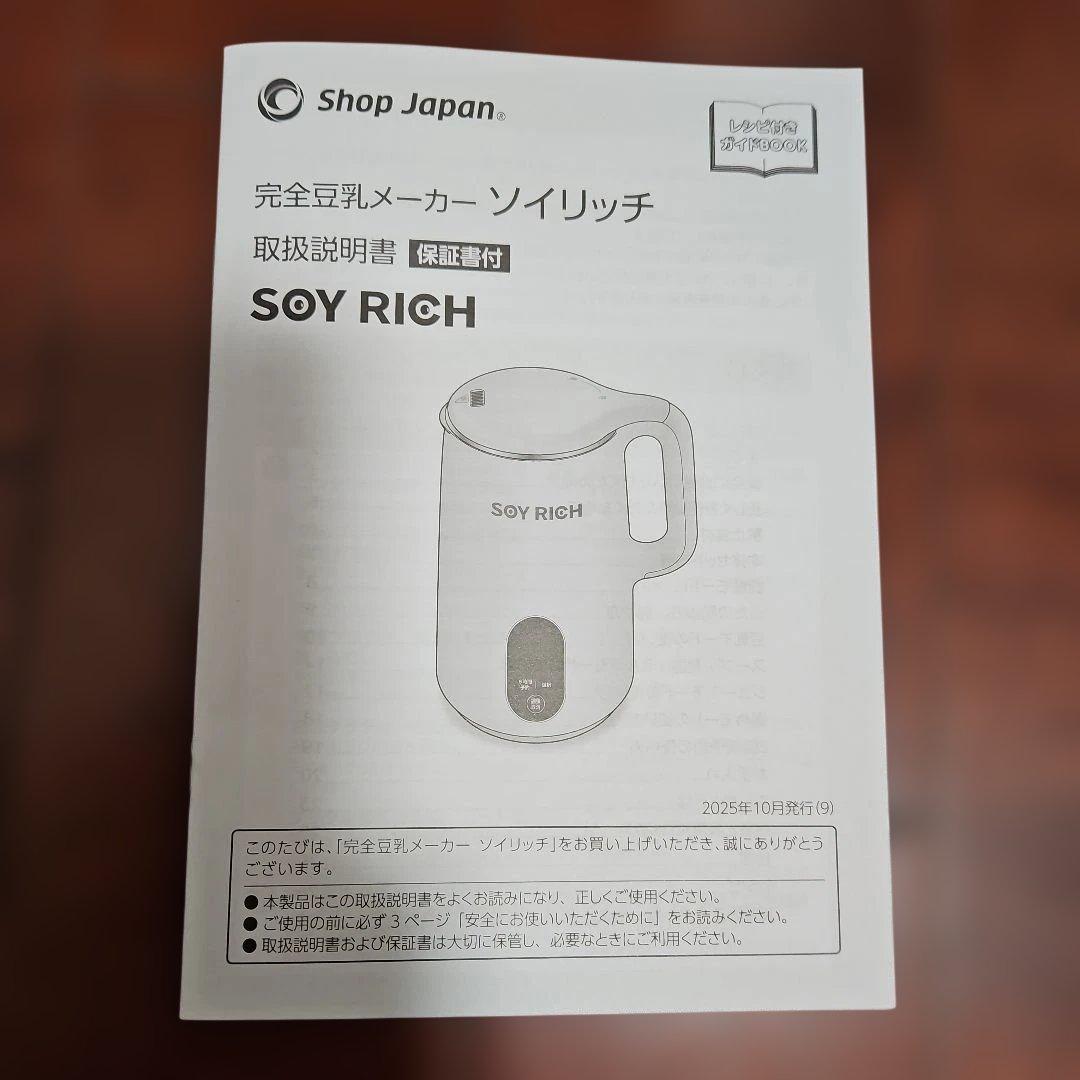 Shop Japan®
レシピ付き
ガイドBOOK
完全豆乳メーカー ソイリッチ
取扱説明書 保証書付
SOY RICH
SOY RICH
2025年10月発行(9)
このたびは、「完全豆乳メーカー ソイリッチ」をお買い上げいただき、誠にありがとう
ございます。
● 本製品はこの取扱説明書をよくお読みになり、正しくご使用ください。
● ご使用の前に必ず3ページ「安全にお使いいただくために」をお読みください。
● 取扱説明書および保証書は大切に保管し、必要なときにご利用ください。